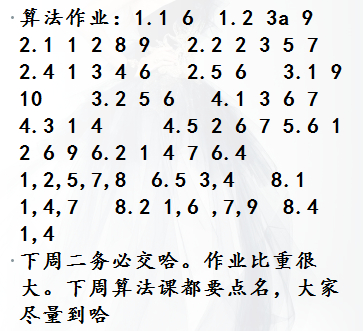 ·算法作业：1.1 6 1.2 3a 9
2.1 1 2 8 9 2.2 2 3 5 7
2.4 1 3 4 6 2.5 6 3.1 9
10 3.2 5 6 4.1 3 6 7
4.3 1 4 4.5 2 6 7 5.6 1
2 6 9 6.2 1 4 7 6.4
1,2,5,7,8 6.5 3,4 8.1
1,4,7 8.2 1,6 ,7,9 8.4
1,4
·下周二务必交哈。作业比重很
大。下周算法课都要点名，大家
尽量到哈